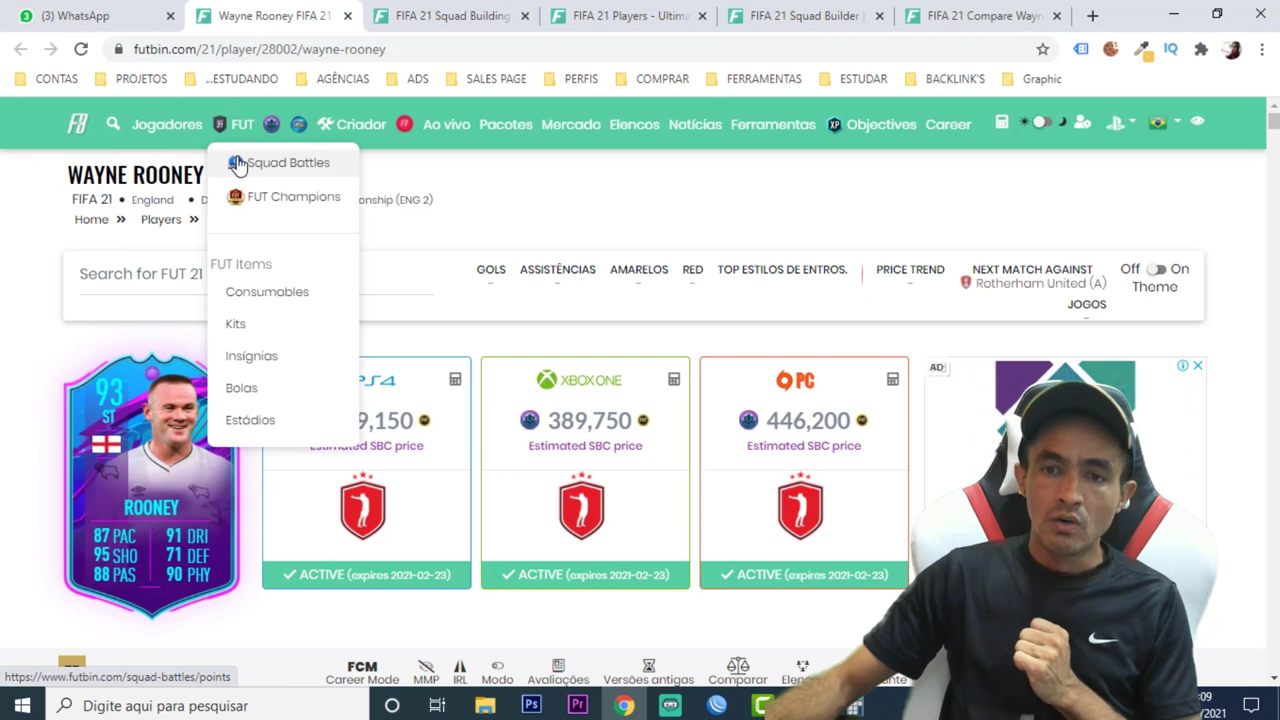 (3) WhatsApp
Wayne Rooney FIFA 21
FIFA 21 Squad Building
FIFA 21 Players - Ultima
FIFA 21 Squad Builder |
FIFA 21 Compare Wayn
futbin.com/21/player/28002/wayne-rooney
CONTAS
PROJETOS
...ESTUDANDO
AGÊNCIAS
ADS
SALES PAGE
PERFIS
COMPRAR
FERRAMENTAS
ESTUDAR
BACKLINK'S
Graphic
Jogadores
FUT
Criador
Ao vivo
Pacotes
Mercado
Elencos
Notícias
Ferramentas
XP Objectives
Career
Squad Battles
FUT Champions
FUT Items
Consumables
Kits
Insígnias
Bolas
Estádios
WAYNE ROONEY
FIFA 21 • England • D
ionship (ENG 2)
Home » Players »
Search for FUT 21
GOLS
ASSISTÊNCIAS
AMARELOS
RED
TOP ESTILOS DE ENTROS.
PRICE TREND
NEXT MATCH AGAINST
Rotherham United (A)
JOGOS
-
-
-
-
-
-
-
Off On
Theme
93
ST
ROONEY
87 PAC 91 DRI
95 SHO 71 DEF
88 PAS 90 PHY
PS4
9,150
Estimated SBC price
ACTIVE (expires 2021-02-23)
XBOX ONE
389,750
Estimated SBC price
ACTIVE (expires 2021-02-23)
PC
446,200
Estimated SBC price
ACTIVE (expires 2021-02-23)
AD
FCM
Career Mode
MMP
IRL
Modo
Avaliações
Versões antigas
Comparar
https://www.futbin.com/squad-battles/points
Digite aqui para pesquisar
Ps
Pr